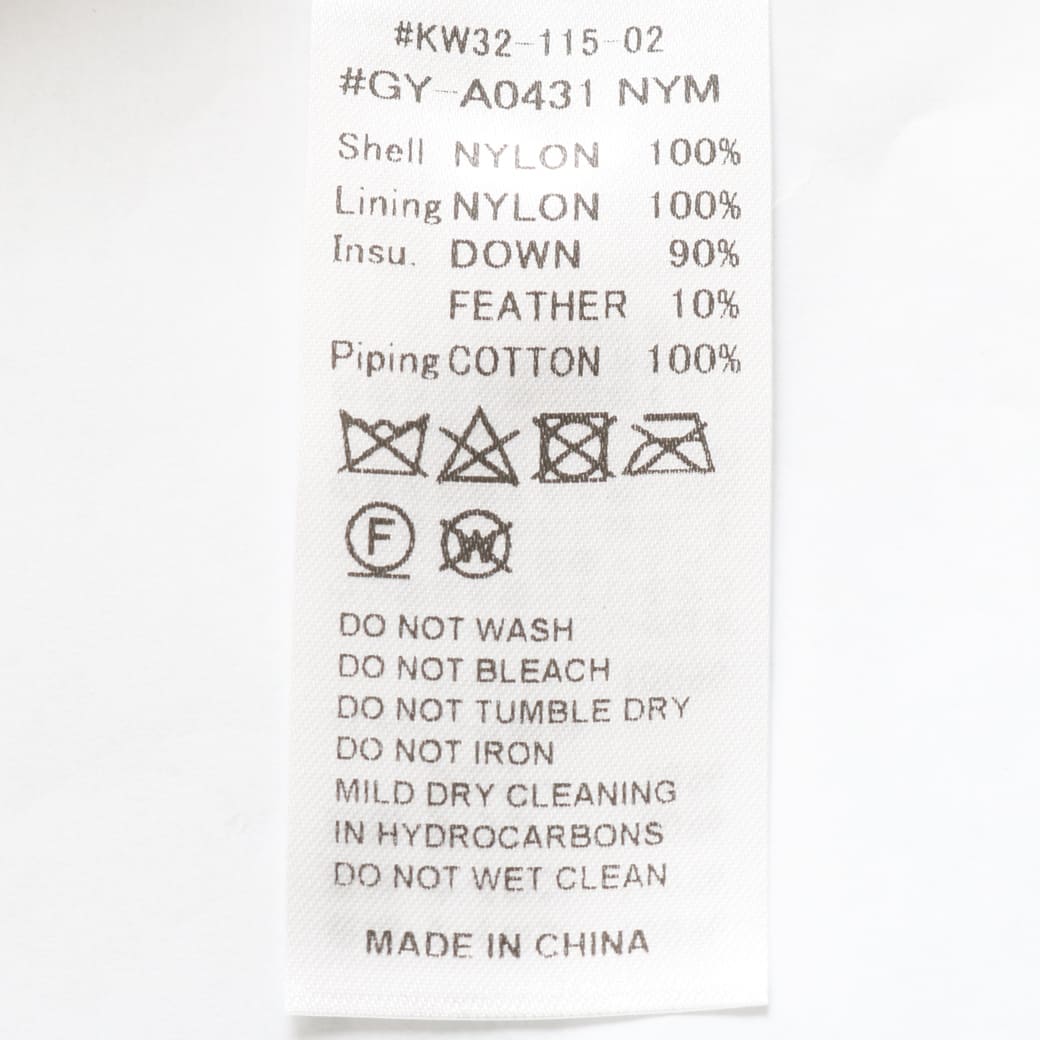 #KW32-115-02
#GY-A0431 NYM
Shell NYLON 100%
Lining NYLON 100%
Insu. DOWN 90%
FEATHER 10%
Piping COTTON 100%
F W
DO NOT WASH
DO NOT BLEACH
DO NOT TUMBLE DRY
DO NOT IRON
MILD DRY CLEANING
IN HYDROCARBONS
DO NOT WET CLEAN
MADE IN CHINA